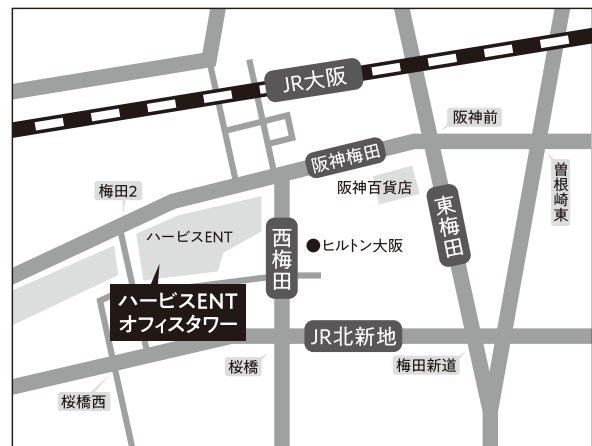 JR大阪
阪神前
阪神梅田
曽根崎東
梅田2
阪神百貨店
東梅田
ハービスENT
西梅田
ヒルトン大阪
ハービスENT
オフィスタワー
JR北新地
桜橋
梅田新道
桜橋西